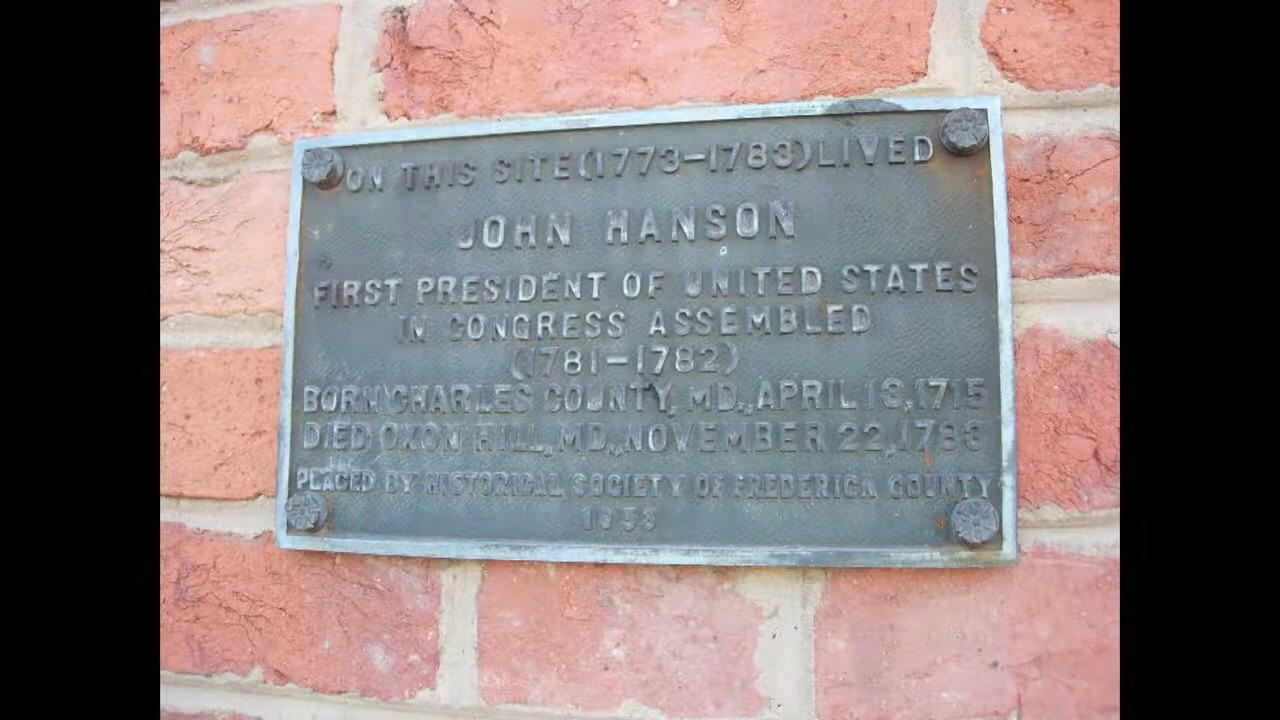 ON THIS SITE (1773-1783) LIVED
JOHN HANSON
FIRST PRESIDENT OF UNITED STATES
IN CONGRESS ASSEMBLED
(1781-1782)
BORN CHARLES COUNTY, MD., APRIL 13, 1715
DIED OXON HILL, MD., NOVEMBER 22, 1783
PLACED BY HISTORICAL SOCIETY OF FREDERICK COUNTY